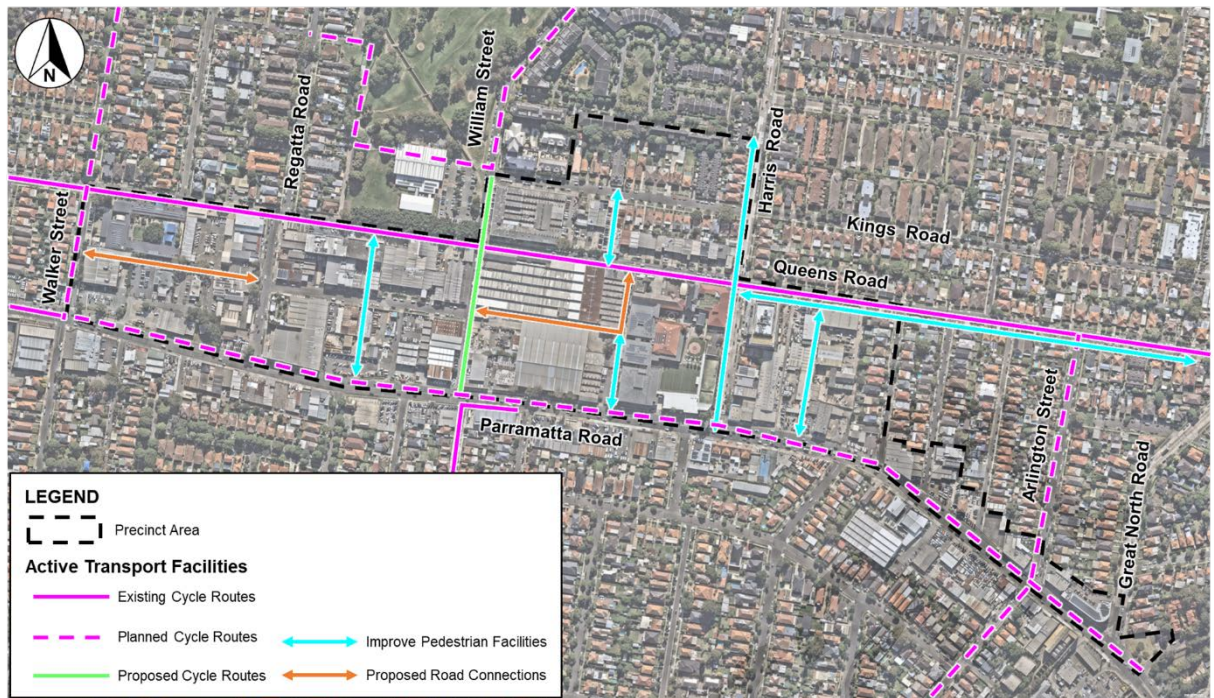 N
Walker Street
Regatta Road
William Street
Harris Road
Kings Road
Queens Road
Parramatta Road
Arlington Street
Great North Road
LEGEND
Precinct Area
Active Transport Facilities
Existing Cycle Routes
Planned Cycle Routes
Proposed Cycle Routes
Improve Pedestrian Facilities
Proposed Road Connections